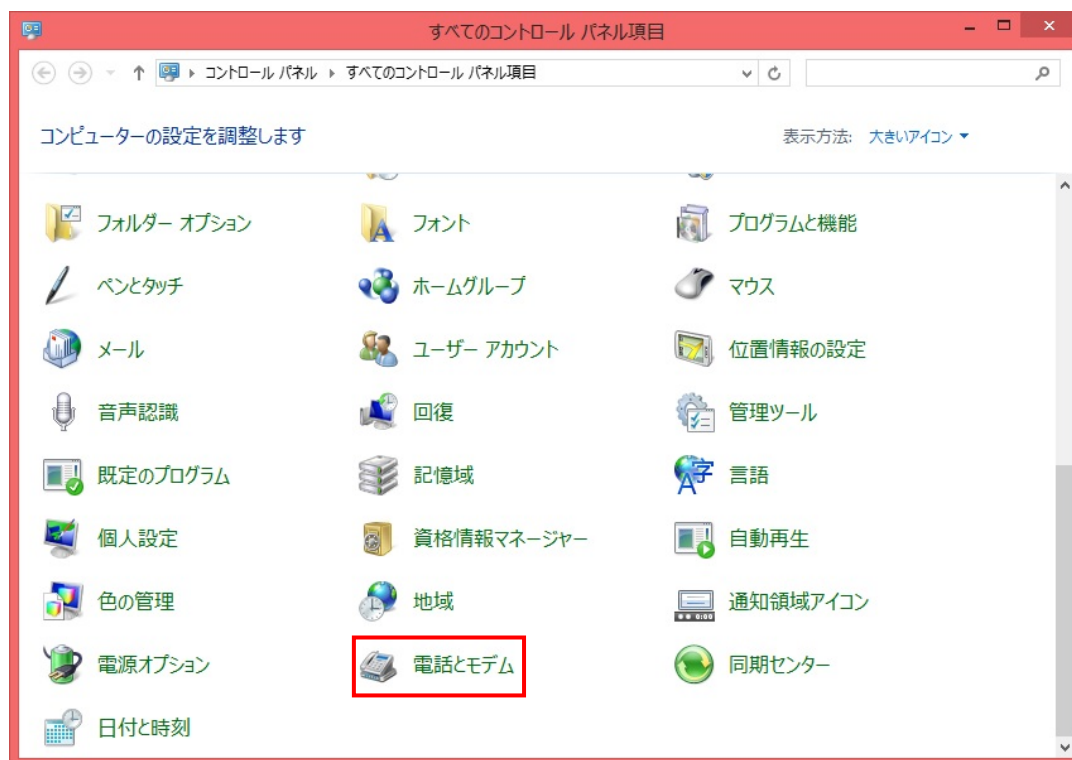 すべてのコントロール パネル項目
コントロール パネル すべてのコントロール パネル項目
コンピューターの設定を調整します 表示方法: 大きいアイコン
フォルダー オプション フォント プログラムと機能
ペンとタッチ ホームグループ マウス
メール ユーザー アカウント 位置情報の設定
音声認識 回復 管理ツール
既定のプログラム 記憶域 言語
個人設定 資格情報マネージャー 自動再生
色の管理 地域 通知領域アイコン
電源オプション 電話とモデム 同期センター
日付と時刻